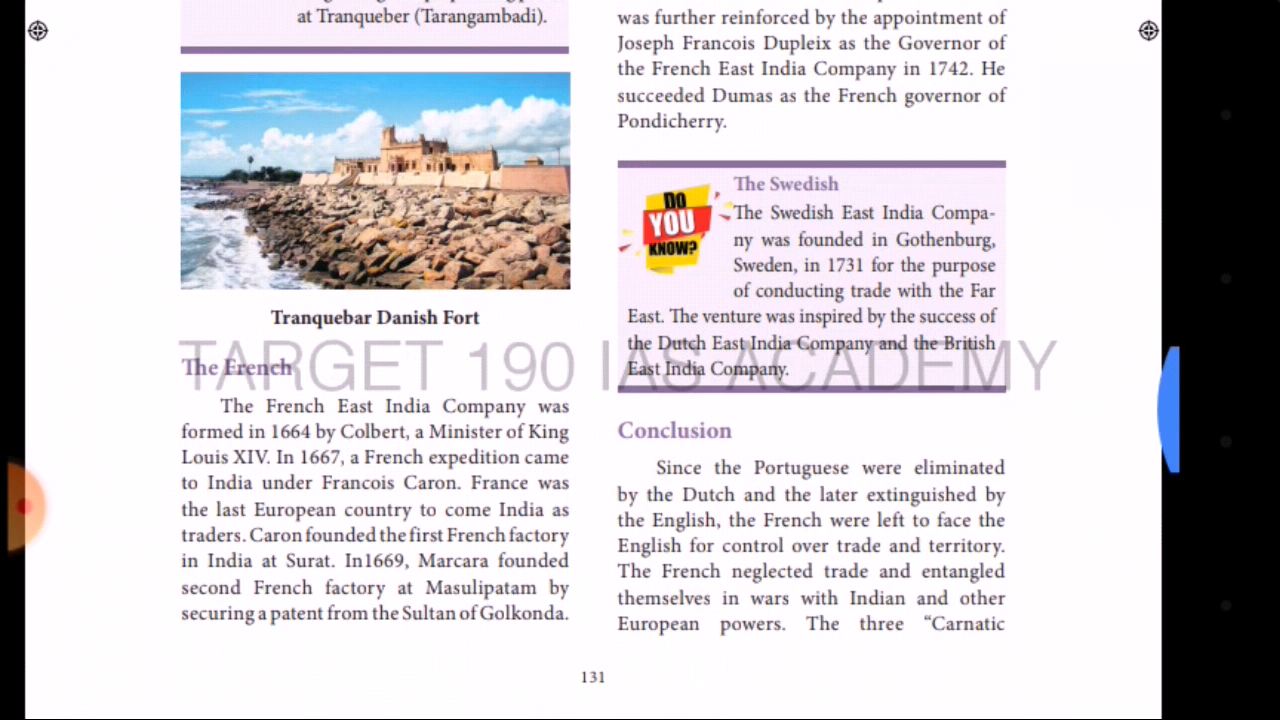 at Tranqueber (Tarangambadi).
Tranquebar Danish Fort
The French
The French East India Company was
formed in 1664 by Colbert, a Minister of King
Louis XIV. In 1667, a French expedition came
to India under Francois Caron. France was
the last European country to come India as
traders. Caron founded the first French factory
in India at Surat. In1669, Marcara founded
second French factory at Masulipatam by
securing a patent from the Sultan of Golkonda.
was further reinforced by the appointment of
Joseph Francois Dupleix as the Governor of
the French East India Company in 1742. He
succeeded Dumas as the French governor of
Pondicherry.
DO
YOU
KNOW?
The Swedish
The Swedish East India Compa-
ny was founded in Gothenburg,
Sweden, in 1731 for the purpose
of conducting trade with the Far
East. The venture was inspired by the success of
the Dutch East India Company and the British
East India Company.
TARGET 190 IAS ACADEMY
Conclusion
Since the Portuguese were eliminated
by the Dutch and the later extinguished by
the English, the French were left to face the
English for control over trade and territory.
The French neglected trade and entangled
themselves in wars with Indian and other
European powers. The three “Carnatic
131